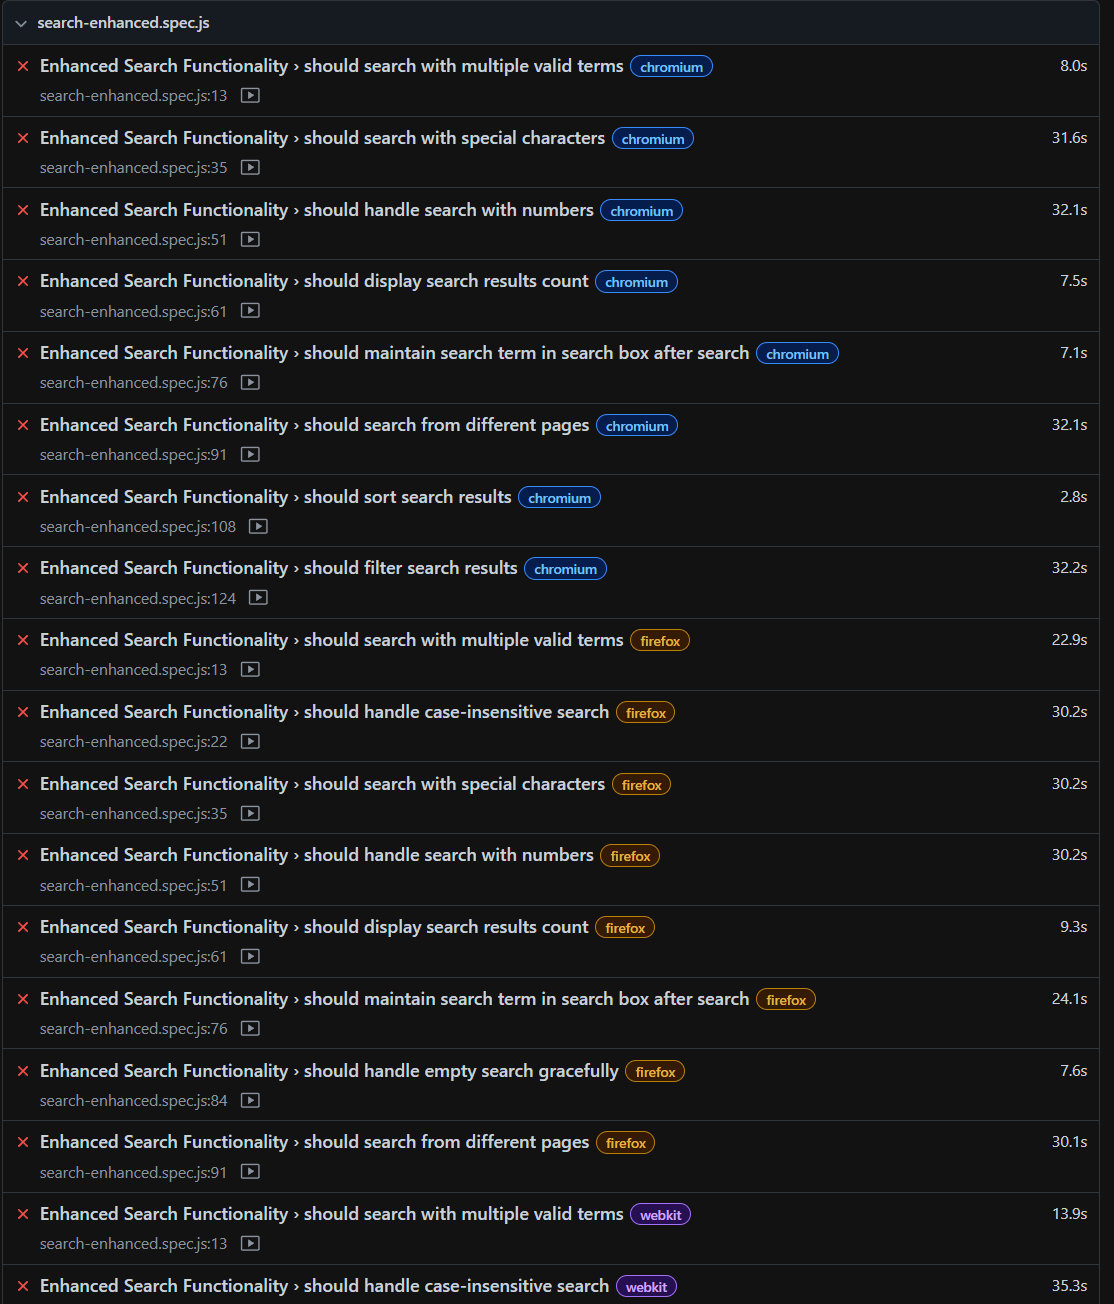 search-enhanced.spec.js
Enhanced Search Functionality › should search with multiple valid terms chromium 8.0s
search-enhanced.spec.js:13
Enhanced Search Functionality › should search with special characters chromium 31.6s
search-enhanced.spec.js:35
Enhanced Search Functionality › should handle search with numbers chromium 32.1s
search-enhanced.spec.js:51
Enhanced Search Functionality › should display search results count chromium 7.5s
search-enhanced.spec.js:61
Enhanced Search Functionality › should maintain search term in search box after search chromium 7.1s
search-enhanced.spec.js:76
Enhanced Search Functionality › should search from different pages chromium 32.1s
search-enhanced.spec.js:91
Enhanced Search Functionality › should sort search results chromium 2.8s
search-enhanced.spec.js:108
Enhanced Search Functionality › should filter search results chromium 32.2s
search-enhanced.spec.js:124
Enhanced Search Functionality › should search with multiple valid terms firefox 22.9s
search-enhanced.spec.js:13
Enhanced Search Functionality › should handle case-insensitive search firefox 30.2s
search-enhanced.spec.js:22
Enhanced Search Functionality › should search with special characters firefox 30.2s
search-enhanced.spec.js:35
Enhanced Search Functionality › should handle search with numbers firefox 30.2s
search-enhanced.spec.js:51
Enhanced Search Functionality › should display search results count firefox 9.3s
search-enhanced.spec.js:61
Enhanced Search Functionality › should maintain search term in search box after search firefox 24.1s
search-enhanced.spec.js:76
Enhanced Search Functionality › should handle empty search gracefully firefox 7.6s
search-enhanced.spec.js:84
Enhanced Search Functionality › should search from different pages firefox 30.1s
search-enhanced.spec.js:91
Enhanced Search Functionality › should search with multiple valid terms webkit 13.9s
search-enhanced.spec.js:13
Enhanced Search Functionality › should handle case-insensitive search webkit 35.3s